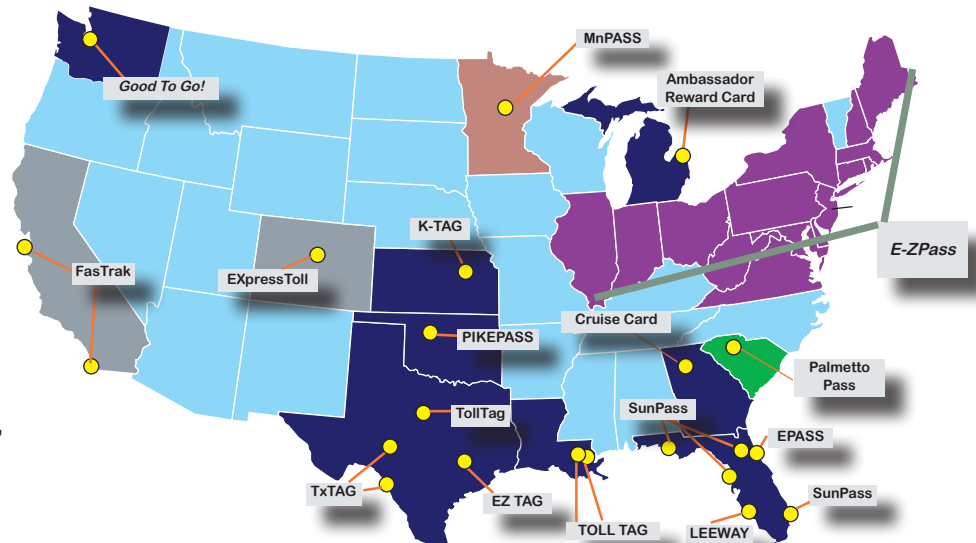 MnPASS
Good To Go!
Ambassador
Reward Card
K-TAG
E-ZPass
FasTrak
EXpressToll
Cruise Card
PIKEPASS
Palmetto
Pass
TollTag
SunPass
EPASS
TxTAG
EZ TAG
SunPass
TOLL TAG
LEEWAY